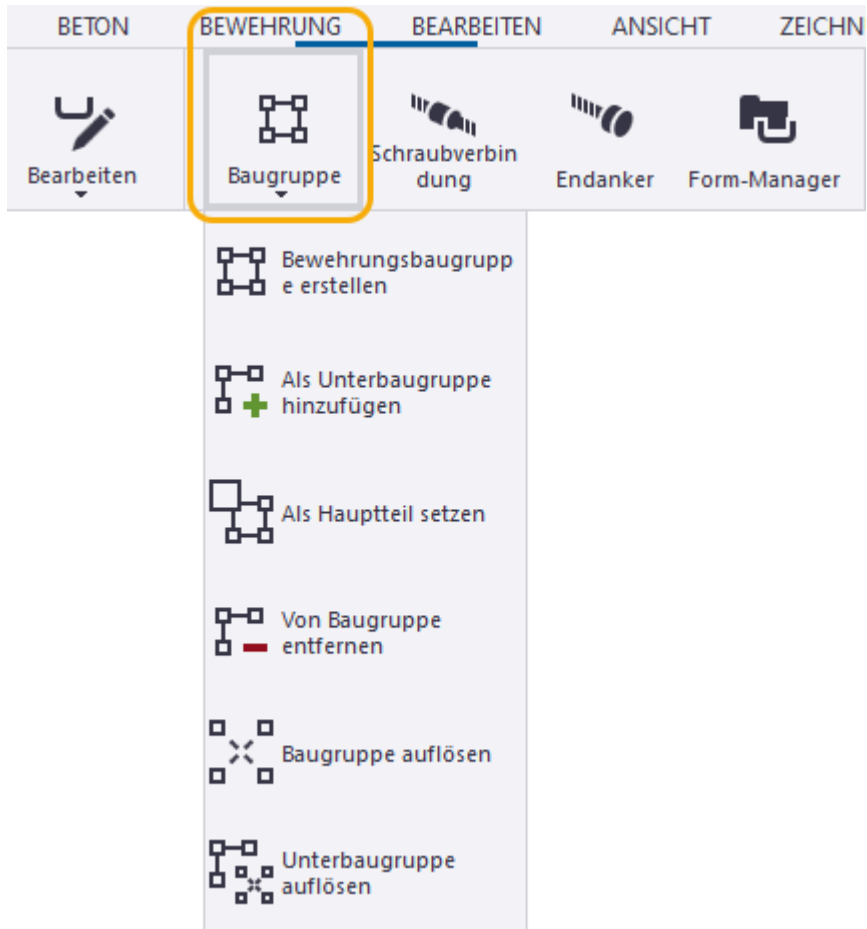 BETON BEWEHRUNG BEARBEITEN ANSICHT ZEICHN
Bearbeiten
Baugruppe
Schraubverbin
dung
Endanker
Form-Manager
Bewehrungsbaugrupp
e erstellen
Als Unterbaugruppe
hinzufügen
Als Hauptteil setzen
Von Baugruppe
entfernen
Baugruppe auflösen
Unterbaugruppe
auflösen